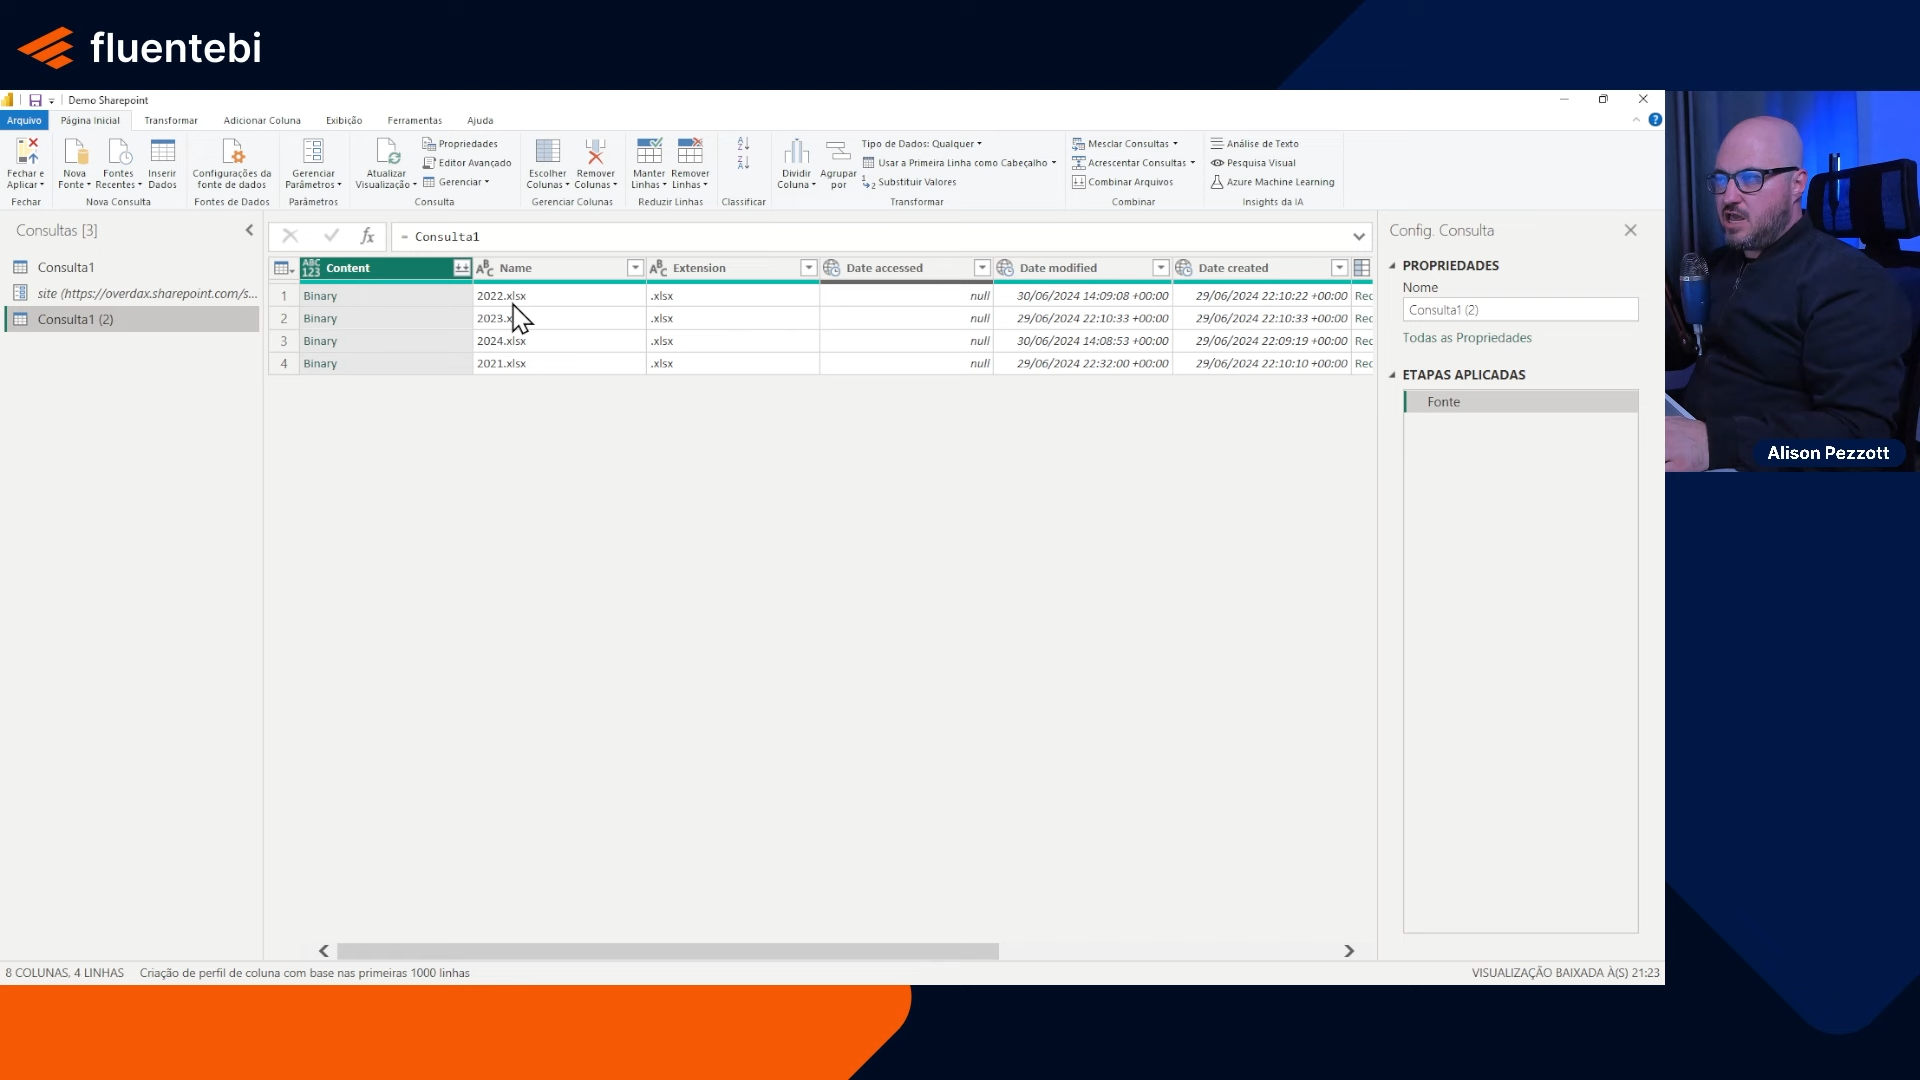 fluentebi
Demo Sharepoint
Arquivo Página Inicial Transformar Adicionar Coluna Exibição Ferramentas Ajuda
Fechar e Aplicar
Nova Fonte
Fontes Recentes
Inserir Dados
Configurações da fonte de dados
Gerenciar Parâmetros
Atualizar Visualização
Propriedades
Editor Avançado
Gerenciar
Escolher Colunas
Remover Colunas
Manter Linhas
Remover Linhas
Dividir Coluna
Agrupar por
Tipo de Dados: Qualquer
Usar a Primeira Linha como Cabeçalho
Substituir Valores
Mesclar Consultas
Acrescentar Consultas
Combinar Arquivos
Análise de Texto
Pesquisa Visual
Azure Machine Learning
Fechar Nova Consulta Fontes de Dados Parâmetros Consulta Gerenciar Colunas Reduzir Linhas Classificar Transformar Combinar Insights da IA
Consultas [3]
Consulta1
site (https://overdax.sharepoint.com/s...
Consulta1 (2)
fx = Consulta1
ABC 123 Content ABC Name ABC Extension Date accessed Date modified Date created
1 Binary 2022.xlsx .xlsx null 30/06/2024 14:09:08 +00:00 29/06/2024 22:10:22 +00:00 Rec
2 Binary 2023.x .xlsx null 29/06/2024 22:10:33 +00:00 29/06/2024 22:10:33 +00:00 Rec
3 Binary 2024.xlsx .xlsx null 30/06/2024 14:08:53 +00:00 29/06/2024 22:09:19 +00:00 Rec
4 Binary 2021.xlsx .xlsx null 29/06/2024 22:32:00 +00:00 29/06/2024 22:10:10 +00:00 Rec
Config. Consulta
PROPRIEDADES
Nome
Consulta1 (2)
Todas as Propriedades
ETAPAS APLICADAS
Fonte
Alison Pezzott
8 COLUNAS, 4 LINHAS Criação de perfil de coluna com base nas primeiras 1000 linhas
VISUALIZAÇÃO BAIXADA À(S) 21:23